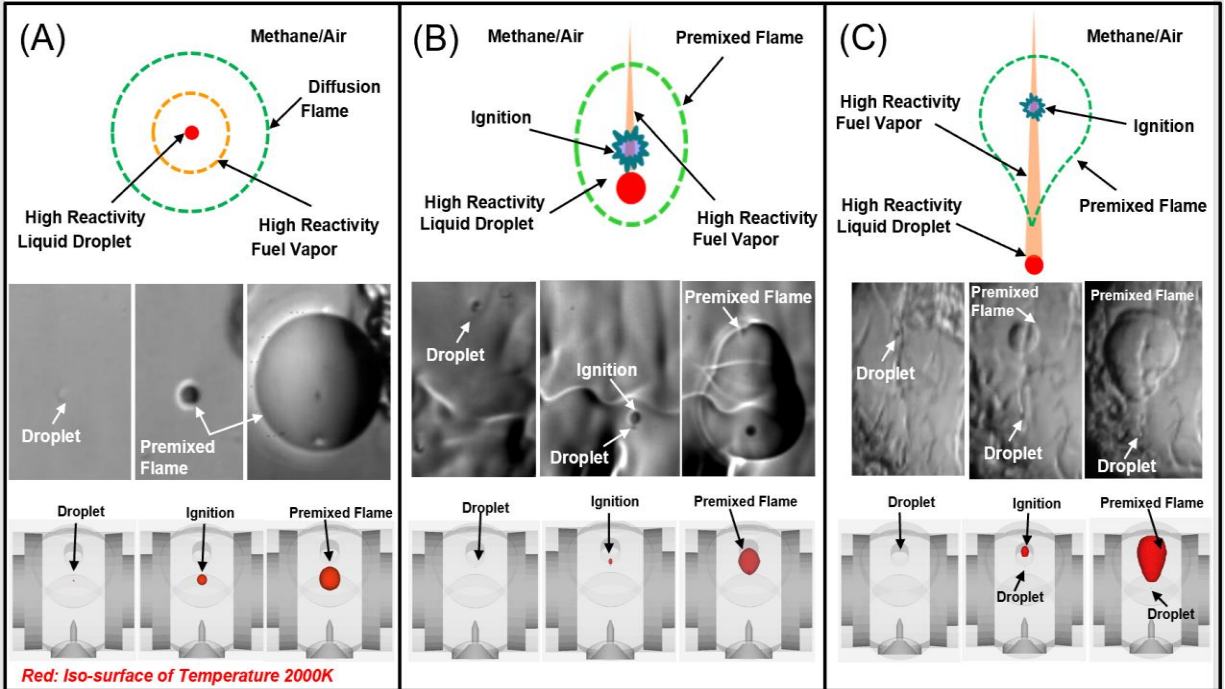 (A)
Methane/Air
Diffusion
Flame
High Reactivity
Liquid Droplet
High Reactivity
Fuel Vapor
Droplet
Premixed
Flame
Droplet
Ignition
Premixed Flame
Red: Iso-surface of Temperature 2000K
(B)
Methane/Air
Premixed Flame
Ignition
High Reactivity
Liquid Droplet
High Reactivity
Fuel Vapor
Droplet
Ignition
Droplet
Premixed Flame
Droplet
Ignition
Premixed Flame
(C)
Methane/Air
High Reactivity
Fuel Vapor
Ignition
High Reactivity
Liquid Droplet
Premixed Flame
Droplet
Premixed
Flame
Droplet
Premixed Flame
Droplet
Droplet
Ignition
Droplet
Premixed Flame
Droplet